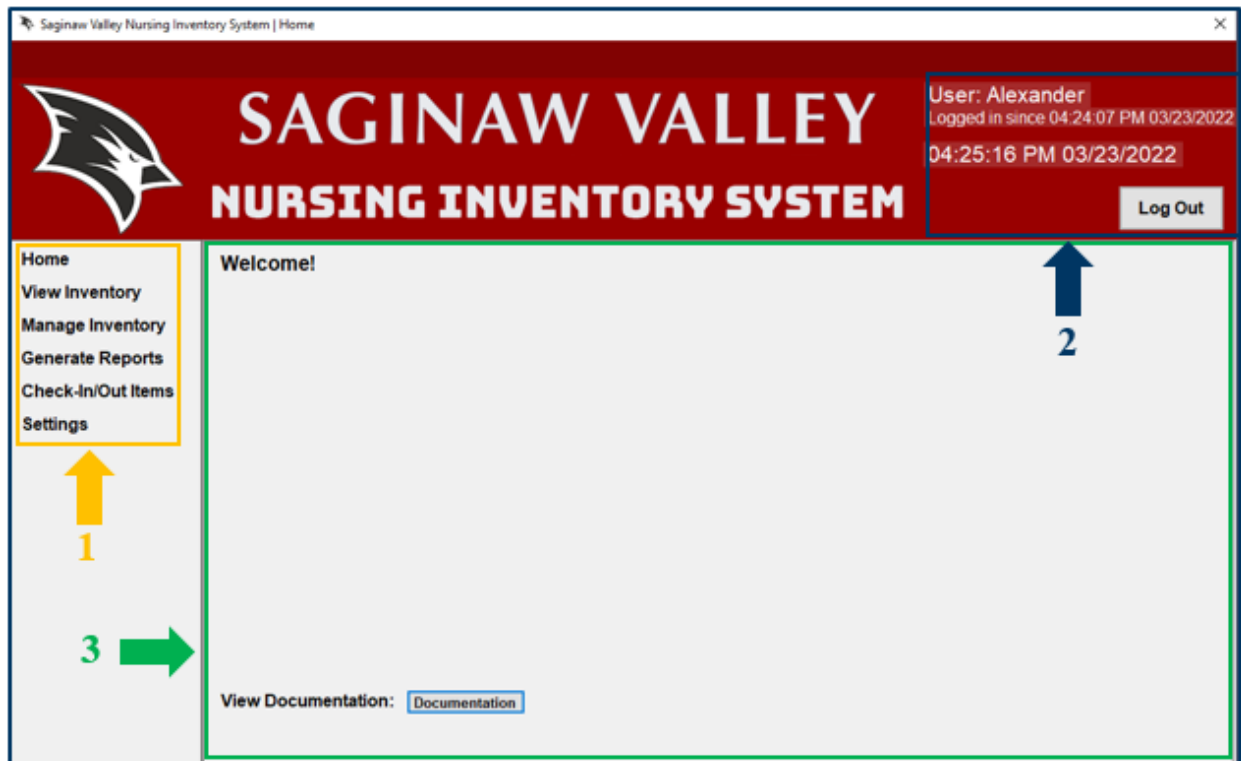 Saginaw Valley Nursing Inventory System | Home
SAGINAW VALLEY
NURSING INVENTORY SYSTEM
User: Alexander
Logged in since 04:24:07 PM 03/23/2022
04:25:16 PM 03/23/2022
Log Out
Home
View Inventory
Manage Inventory
Generate Reports
Check-In/Out Items
Settings
1
Welcome!
2
3
View Documentation: Documentation